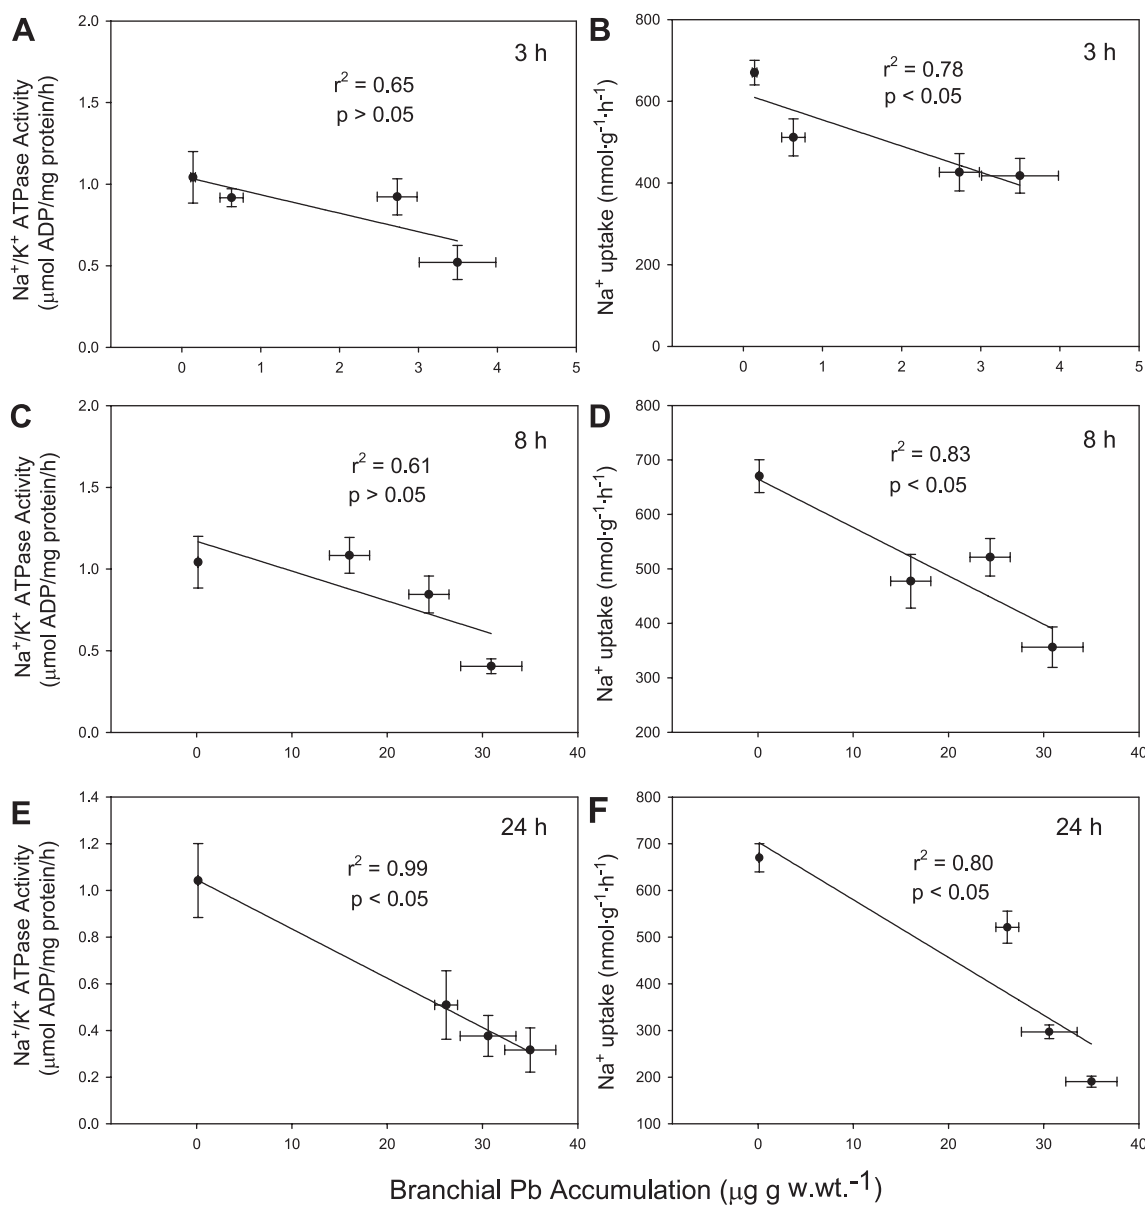 A
3 h
r² = 0.65
p > 0.05
Na⁺/K⁺ ATPase Activity
(μmol ADP/mg protein/h)
2.0
1.5
1.0
0.5
0.0
0 1 2 3 4 5
B
3 h
r² = 0.78
p < 0.05
Na⁺ uptake (nmol·g⁻¹·h⁻¹)
800
600
400
200
0
0 1 2 3 4 5
C
8 h
r² = 0.61
p > 0.05
Na⁺/K⁺ ATPase Activity
(μmol ADP/mg protein/h)
2.0
1.5
1.0
0.5
0.0
0 10 20 30 40
D
8 h
r² = 0.83
p < 0.05
Na⁺ uptake (nmol·g⁻¹·h⁻¹)
800
700
600
500
400
300
200
0 10 20 30 40
E
24 h
r² = 0.99
p < 0.05
Na⁺/K⁺ ATPase Activity
(μmol ADP/mg protein/h)
1.4
1.2
1.0
0.8
0.6
0.4
0.2
0.0
0 10 20 30 40
F
24 h
r² = 0.80
p < 0.05
Na⁺ uptake (nmol·g⁻¹·h⁻¹)
800
700
600
500
400
300
200
100
0 10 20 30 40
Branchial Pb Accumulation (μg g w.wt.⁻¹)